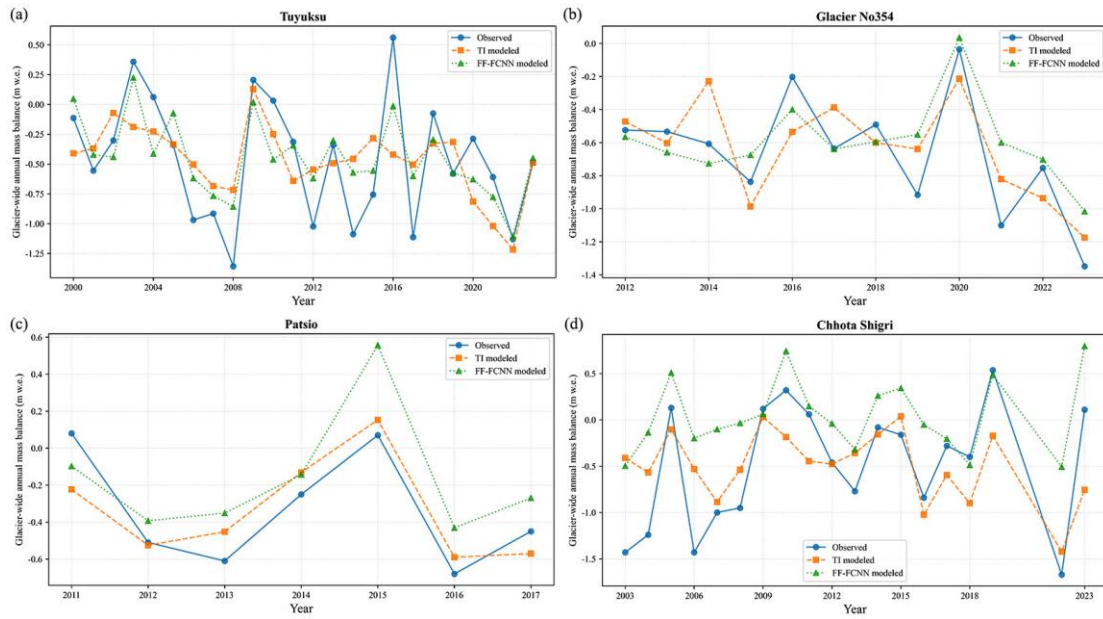 (a)
Tuyuksu
Glacier-wide annual mass balance (m w.e.)
0.50
0.25
0.00
-0.25
-0.50
-0.75
-1.00
-1.25
Observed
TI modeled
FF-FCNN modeled
2000
2004
2008
2012
2016
2020
Year
(b)
Glacier No354
Glacier-wide annual mass balance (m w.e.)
0.0
-0.2
-0.4
-0.6
-0.8
-1.0
-1.2
-1.4
Observed
TI modeled
FF-FCNN modeled
2012
2014
2016
2018
2020
2022
Year
(c)
Patsio
Glacier-wide annual mass balance (m w.e.)
0.6
0.4
0.2
0.0
-0.2
-0.4
-0.6
Observed
TI modeled
FF-FCNN modeled
2011
2012
2013
2014
2015
2016
2017
Year
(d)
Chhota Shigri
Glacier-wide annual mass balance (m w.e.)
0.5
0.0
-0.5
-1.0
-1.5
Observed
TI modeled
FF-FCNN modeled
2003
2006
2009
2012
2015
2018
2023
Year